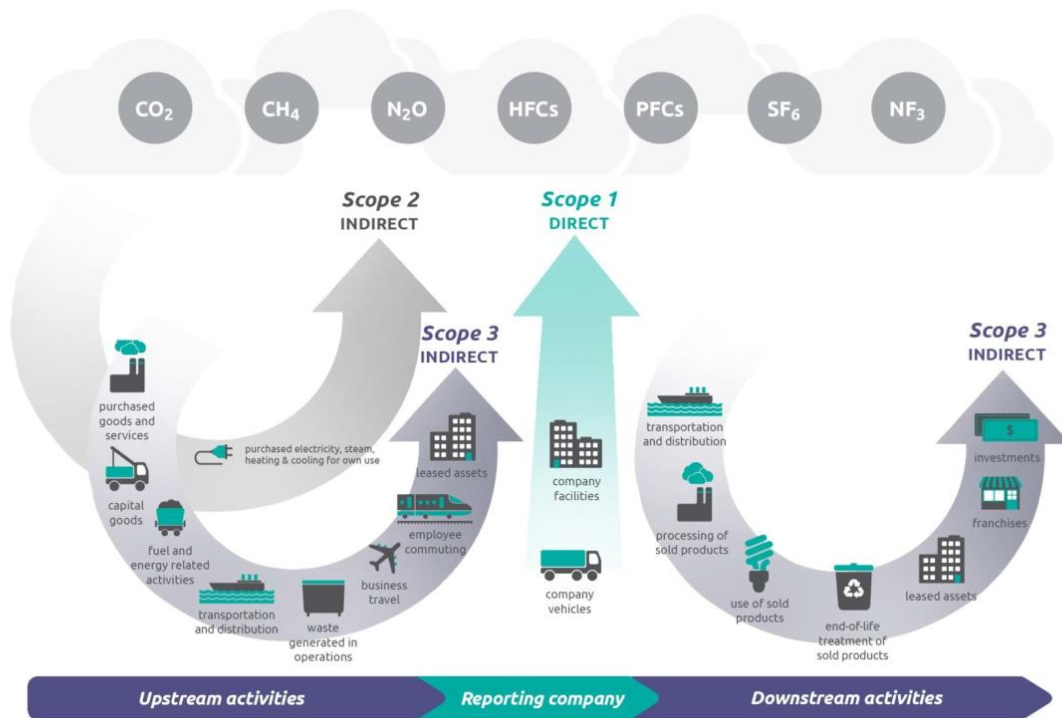 CO₂
CH₄
N₂O
HFCs
PFCs
SF₆
NF₃
Scope 2
INDIRECT
Scope 1
DIRECT
Scope 3
INDIRECT
Scope 3
INDIRECT
purchased
goods and
services
capital
goods
fuel and
energy related
activities
transportation
and distribution
waste
generated in
operations
business
travel
employee
commuting
leased assets
purchased electricity, steam,
heating & cooling for own use
company
facilities
company
vehicles
transportation
and distribution
processing of
sold products
use of sold
products
end-of-life
treatment of
sold products
leased assets
franchises
$
investments
Upstream activities
Reporting company
Downstream activities